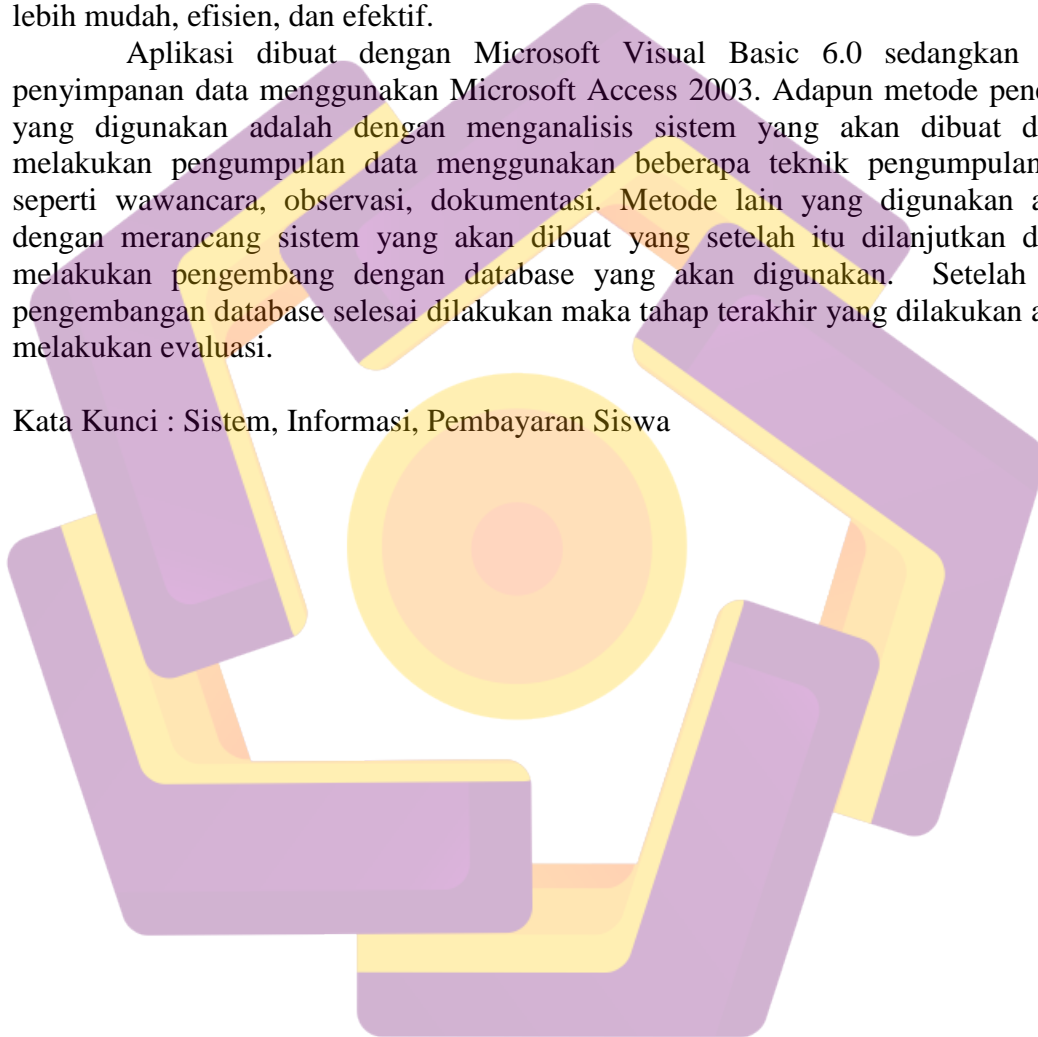 lebih mudah, efisien, dan efektif.
Aplikasi dibuat dengan Microsoft Visual Basic 6.0 sedangkan
penyimpanan data menggunakan Microsoft Access 2003. Adapun metode pene
yang digunakan adalah dengan menganalisis sistem yang akan dibuat d
melakukan pengumpulan data menggunakan beberapa teknik pengumpulan
seperti wawancara, observasi, dokumentasi. Metode lain yang digunakan a
dengan merancang sistem yang akan dibuat yang setelah itu dilanjutkan d
melakukan pengembang dengan database yang akan digunakan. Setelah
pengembangan database selesai dilakukan maka tahap terakhir yang dilakukan a
melakukan evaluasi.
Kata Kunci : Sistem, Informasi, Pembayaran Siswa